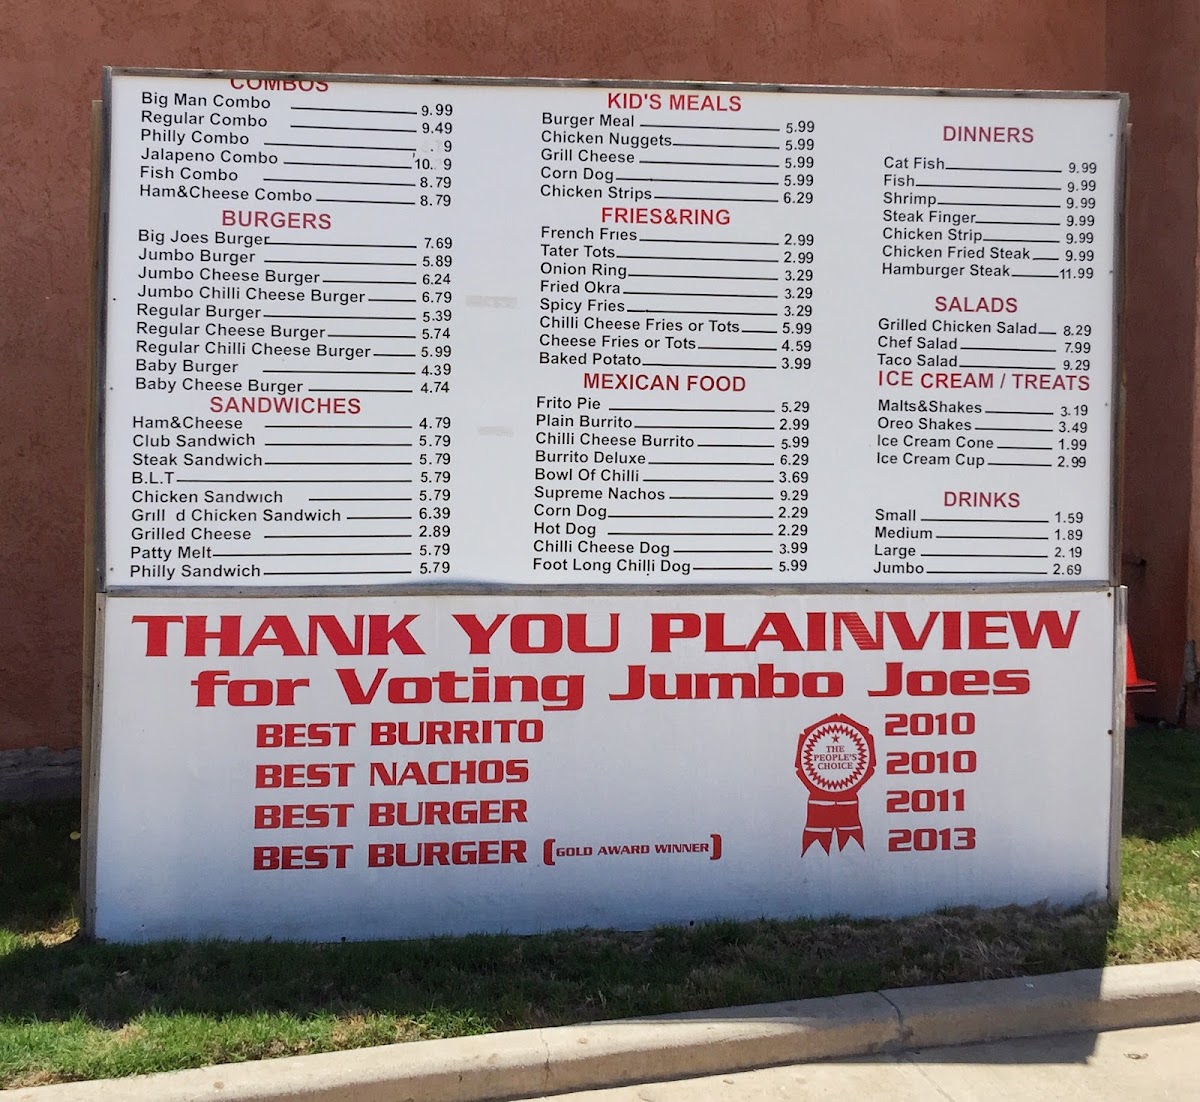 COMBOS
Big Man Combo 9.99
Regular Combo 9.49
Philly Combo 9
Jalapeno Combo 10. 9
Fish Combo 8.79
Ham&Cheese Combo 8.79
BURGERS
Big Joes Burger 7.69
Jumbo Burger 5.89
Jumbo Cheese Burger 6.24
Jumbo Chilli Cheese Burger 6.79
Regular Burger 5.39
Regular Cheese Burger 5.74
Regular Chilli Cheese Burger 5.99
Baby Burger 4.39
Baby Cheese Burger 4.74
SANDWICHES
Ham&Cheese 4.79
Club Sandwich 5.79
Steak Sandwich 5.79
B.L.T 5.79
Chicken Sandwich 5.79
Grill d Chicken Sandwich 6.39
Grilled Cheese 2.89
Patty Melt 5.79
Philly Sandwich 5.79
KID'S MEALS
Burger Meal 5.99
Chicken Nuggets 5.99
Grill Cheese 5.99
Corn Dog 5.99
Chicken Strips 6.29
FRIES&RING
French Fries 2.99
Tater Tots 2.99
Onion Ring 3.29
Fried Okra 3.29
Spicy Fries 3.29
Chilli Cheese Fries or Tots 5.99
Cheese Fries or Tots 4.59
Baked Potato 3.99
MEXICAN FOOD
Frito Pie 5.29
Plain Burrito 2.99
Chilli Cheese Burrito 5.99
Burrito Deluxe 6.29
Bowl Of Chilli 3.69
Supreme Nachos 9.29
Corn Dog 2.29
Hot Dog 2.29
Chilli Cheese Dog 3.99
Foot Long Chilli Dog 5.99
DINNERS
Cat Fish 9.99
Fish 9.99
Shrimp 9.99
Steak Finger 9.99
Chicken Strip 9.99
Chicken Fried Steak 9.99
Hamburger Steak 11.99
SALADS
Grilled Chicken Salad 8.29
Chef Salad 7.99
Taco Salad 9.29
ICE CREAM / TREATS
Malts&Shakes 3.19
Oreo Shakes 3.49
Ice Cream Cone 1.99
Ice Cream Cup 2.99
DRINKS
Small 1.59
Medium 1.89
Large 2.19
Jumbo 2.69
THANK YOU PLAINVIEW
for Voting Jumbo Joes
BEST BURRITO 2010
BEST NACHOS 2010
BEST BURGER 2011
BEST BURGER (GOLD AWARD WINNER) 2013
THE
PEOPLE'S
CHOICE